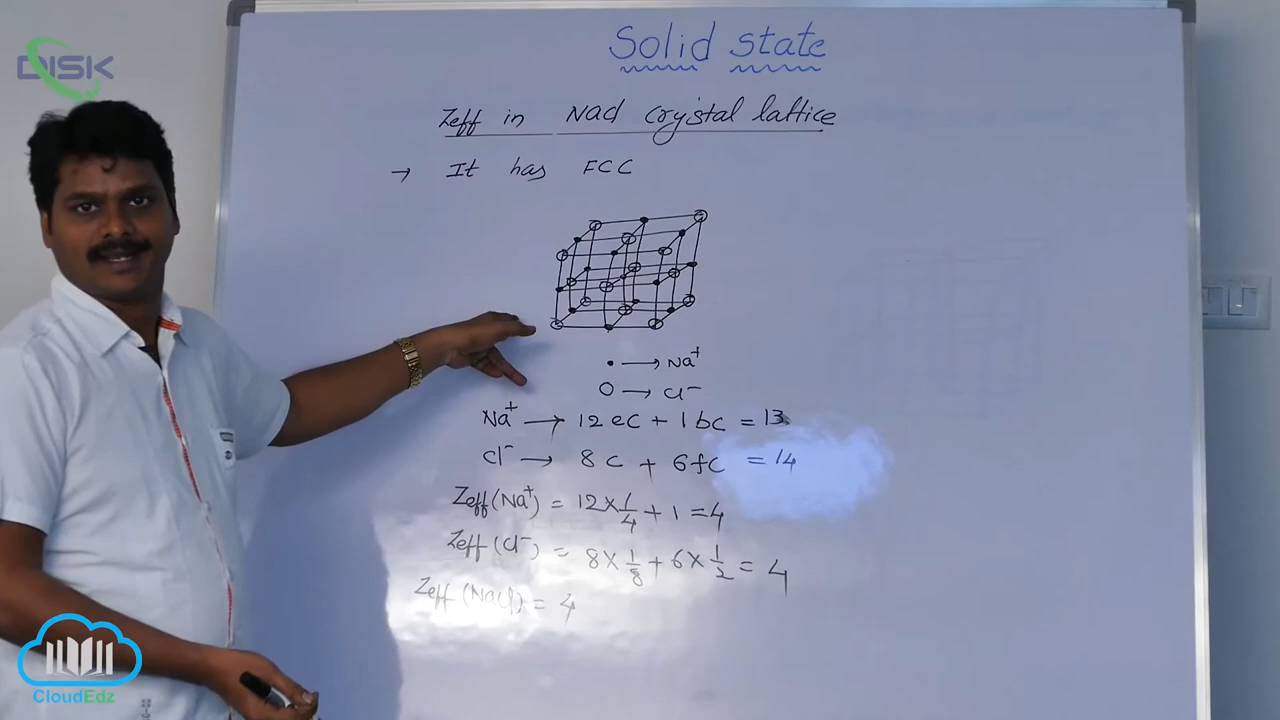 DISK
Solid state
Zeff in NaCl crystal lattice
→ It has FCC
• → Na⁺
O → Cl⁻
Na⁺ → 12 ec + 1 bc = 13
Cl⁻ → 8 c + 6 fc = 14
Zeff (Na⁺) = 12 × 1/4 + 1 = 4
Zeff (Cl⁻) = 8 × 1/8 + 6 × 1/2 = 4
Zeff (NaCl) = 4
CloudEdz